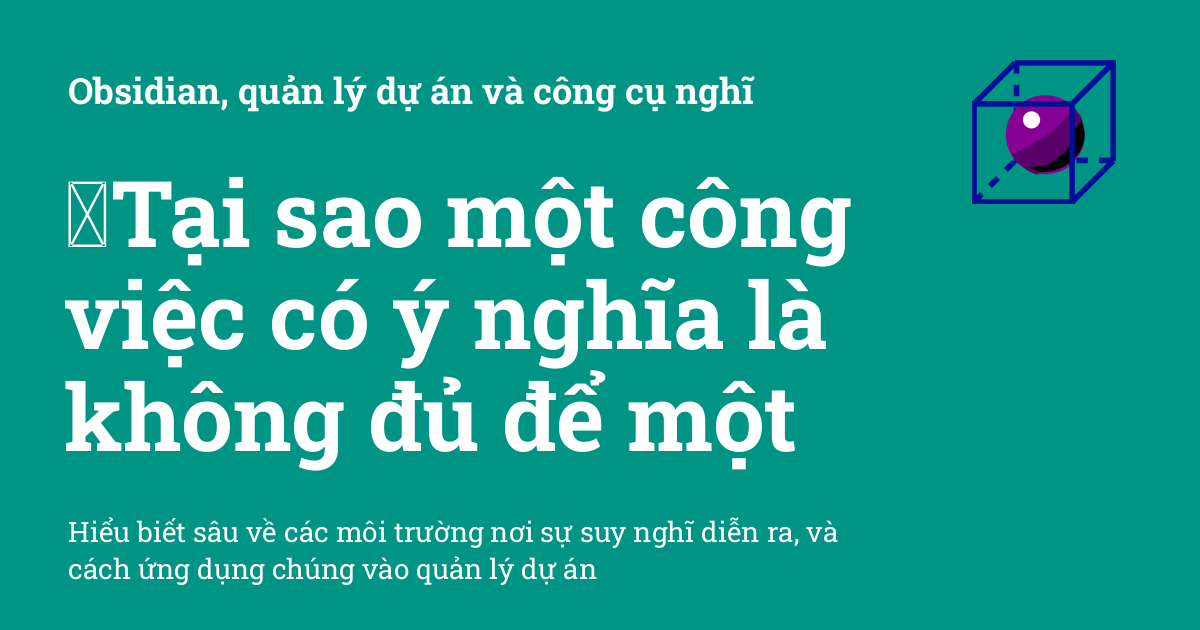 Obsidian, quản lý dự án và công cụ nghĩ
Tại sao một công
việc có ý nghĩa là
không đủ để một
Hiểu biết sâu về các môi trường nơi sự suy nghĩ diễn ra, và
cách ứng dụng chúng vào quản lý dự án